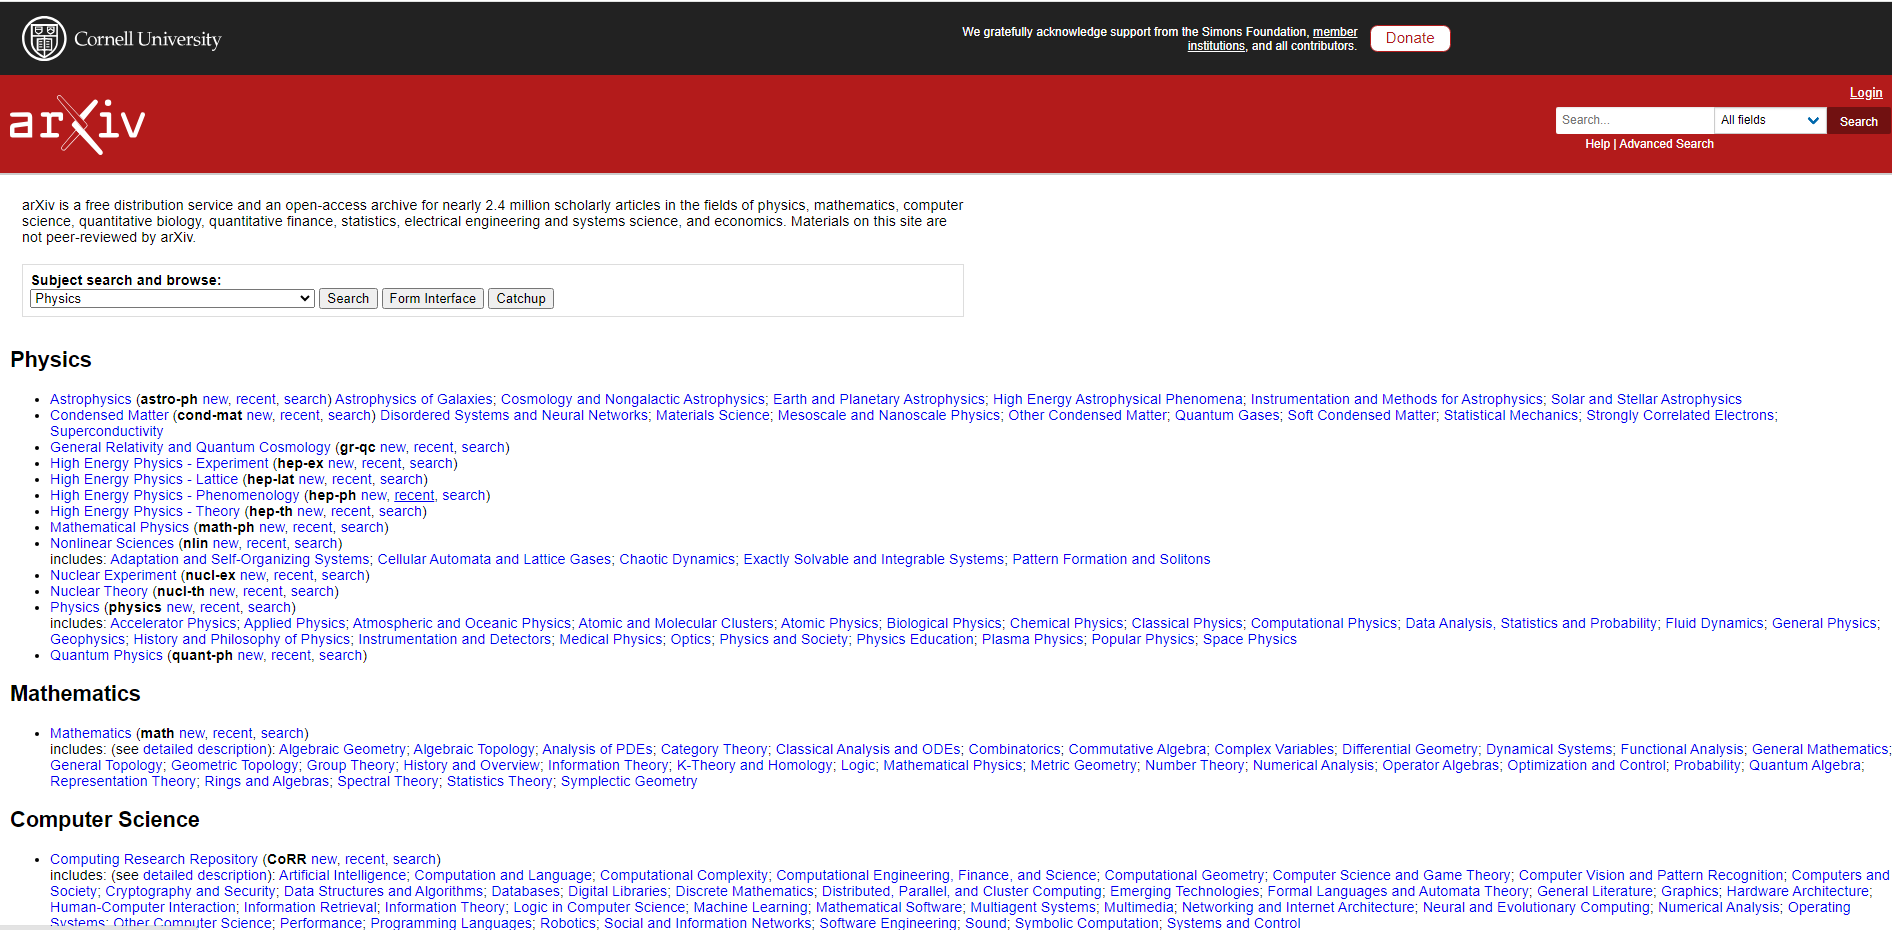 Cornell University
We gratefully acknowledge support from the Simons Foundation, member
institutions, and all contributors.
Donate
arXiv
Login
Search...
All fields
Search
Help | Advanced Search
arXiv is a free distribution service and an open-access archive for nearly 2.4 million scholarly articles in the fields of physics, mathematics, computer
science, quantitative biology, quantitative finance, statistics, electrical engineering and systems science, and economics. Materials on this site are
not peer-reviewed by arXiv.
Subject search and browse:
Physics Search Form Interface Catchup
Physics
• Astrophysics (astro-ph new, recent, search) Astrophysics of Galaxies; Cosmology and Nongalactic Astrophysics; Earth and Planetary Astrophysics; High Energy Astrophysical Phenomena; Instrumentation and Methods for Astrophysics; Solar and Stellar Astrophysics
• Condensed Matter (cond-mat new, recent, search) Disordered Systems and Neural Networks; Materials Science; Mesoscale and Nanoscale Physics; Other Condensed Matter; Quantum Gases; Soft Condensed Matter; Statistical Mechanics; Strongly Correlated Electrons;
Superconductivity
• General Relativity and Quantum Cosmology (gr-qc new, recent, search)
• High Energy Physics - Experiment (hep-ex new, recent, search)
• High Energy Physics - Lattice (hep-lat new, recent, search)
• High Energy Physics - Phenomenology (hep-ph new, recent, search)
• High Energy Physics - Theory (hep-th new, recent, search)
• Mathematical Physics (math-ph new, recent, search)
• Nonlinear Sciences (nlin new, recent, search)
includes: Adaptation and Self-Organizing Systems; Cellular Automata and Lattice Gases; Chaotic Dynamics; Exactly Solvable and Integrable Systems; Pattern Formation and Solitons
• Nuclear Experiment (nucl-ex new, recent, search)
• Nuclear Theory (nucl-th new, recent, search)
• Physics (physics new, recent, search)
includes: Accelerator Physics; Applied Physics; Atmospheric and Oceanic Physics; Atomic and Molecular Clusters; Atomic Physics; Biological Physics; Chemical Physics; Classical Physics; Computational Physics; Data Analysis, Statistics and Probability; Fluid Dynamics; General Physics;
Geophysics; History and Philosophy of Physics; Instrumentation and Detectors; Medical Physics; Optics; Physics and Society; Physics Education; Plasma Physics; Popular Physics; Space Physics
• Quantum Physics (quant-ph new, recent, search)
Mathematics
• Mathematics (math new, recent, search)
includes: (see detailed description): Algebraic Geometry; Algebraic Topology; Analysis of PDEs; Category Theory; Classical Analysis and ODEs; Combinatorics; Commutative Algebra; Complex Variables; Differential Geometry; Dynamical Systems; Functional Analysis; General Mathematics;
General Topology; Geometric Topology; Group Theory; History and Overview; Information Theory; K-Theory and Homology; Logic; Mathematical Physics; Metric Geometry; Number Theory; Numerical Analysis; Operator Algebras; Optimization and Control; Probability; Quantum Algebra;
Representation Theory; Rings and Algebras; Spectral Theory; Statistics Theory; Symplectic Geometry
Computer Science
• Computing Research Repository (CoRR new, recent, search)
includes: (see detailed description): Artificial Intelligence; Computation and Language; Computational Complexity; Computational Engineering, Finance, and Science; Computational Geometry; Computer Science and Game Theory; Computer Vision and Pattern Recognition; Computers and
Society; Cryptography and Security; Data Structures and Algorithms; Databases; Digital Libraries; Discrete Mathematics; Distributed, Parallel, and Cluster Computing; Emerging Technologies; Formal Languages and Automata Theory; General Literature; Graphics; Hardware Architecture;
Human-Computer Interaction; Information Retrieval; Information Theory; Logic in Computer Science; Machine Learning; Mathematical Software; Multiagent Systems; Multimedia; Networking and Internet Architecture; Neural and Evolutionary Computing; Numerical Analysis; Operating
Systems; Other Computer Science; Performance; Programming Languages; Robotics; Social and Information Networks; Software Engineering; Sound; Symbolic Computation; Systems and Control